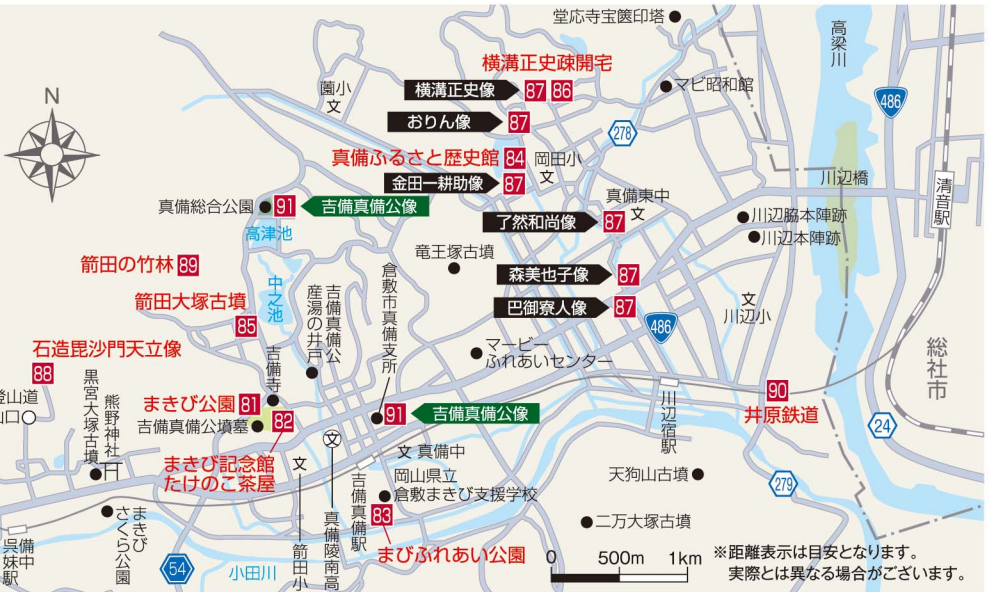 堂応寺宝篋印塔
高梁川
486
横溝正史疎開宅
横溝正史像
87
86
マビ昭和館
園小
文
おりん像
87
278
N
真備ふるさと歴史館
84
岡田小
文
金田一耕助像
87
川辺橋
清音駅
真備総合公園
91
吉備真備公像
真備東中
文
了然和尚像
87
川辺脇本陣跡
川辺本陣跡
高津池
竜王塚古墳
箭田の竹林
89
森美也子像
87
中之池
箭田大塚古墳
85
吉備真備公
産湯の井戸
倉敷市真備支所
巴御寮人像
87
文
川辺小
486
石造毘沙門天立像
88
吉備寺
マービー
ふれあいセンター
総社市
登山道
山口
黒宮大塚古墳
熊野神社
まきび公園
81
吉備真備公墳墓
82
91
吉備真備公像
川辺宿駅
90
井原鉄道
24
まきび記念館
たけのこ茶屋
文
文
文 真備中
岡山県立
倉敷まきび支援学校
天狗山古墳
279
吉備真備駅
83
まびふれあい公園
二万大塚古墳
まきび
さくら公園
備中
呉妹駅
54
小田川
箭田小
真備陵南高
0
500m
1km
※距離表示は目安となります。
実際とは異なる場合がございます。